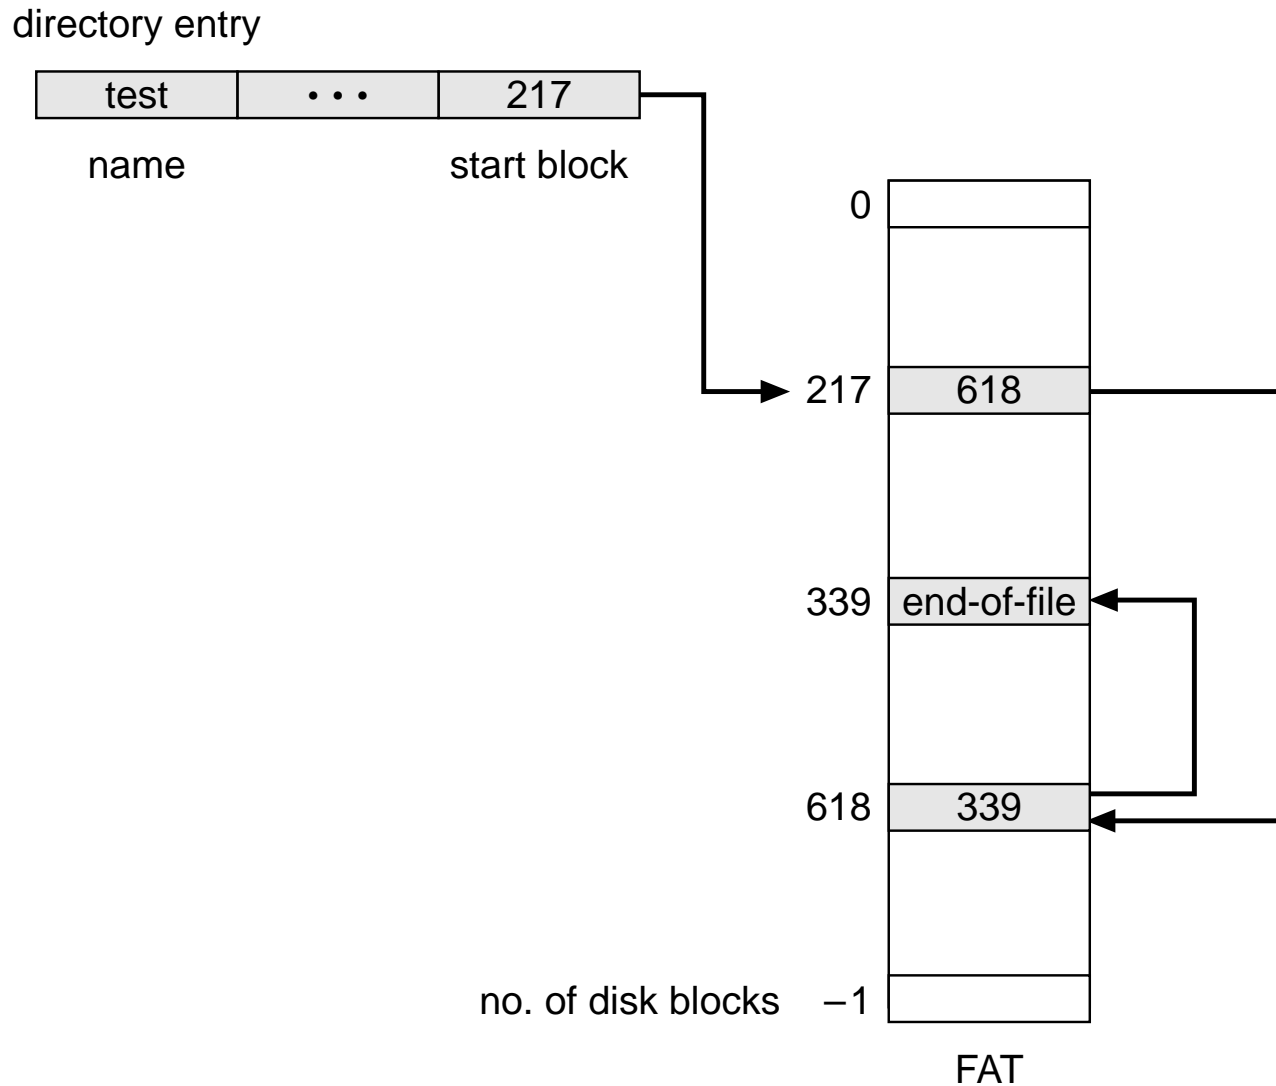 directory entry
test • • • 217
name start block
0
217 618
339 end-of-file
618 339
no. of disk blocks –1
FAT